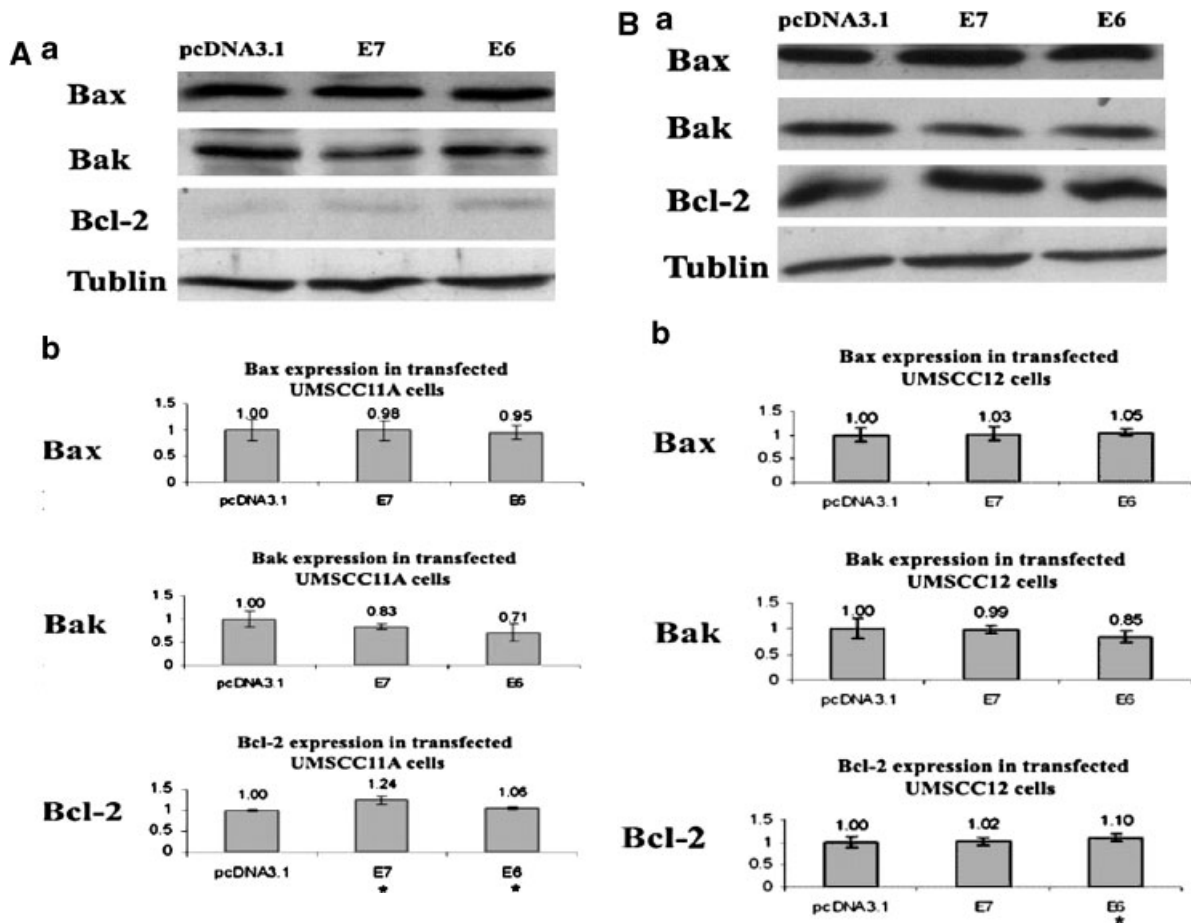 A a
pcDNA3.1 E7 E6
Bax
Bak
Bcl-2
Tublin
b
Bax expression in transfected
UMSCC11A cells
Bax
1.5
1
0.5
0
1.00 0.98 0.95
pcDNA3.1 E7 E6
Bak expression in transfected
UMSCC11A cells
Bak
1.5
1
0.5
0
1.00 0.83 0.71
pcDNA3.1 E7 E6
Bcl-2 expression in transfected
UMSCC11A cells
Bcl-2
1.5
1
0.5
0
1.00 1.24
pcDNA3.1 E7 E6
* *
B a
pcDNA3.1 E7 E6
Bax
Bak
Bcl-2
Tublin
b
Bax expression in transfected
UMSCC12 cells
Bax
1.5
1
0.5
0
1.00 1.03 1.05
pcDNA3.1 E7 E6
Bak expression in transfected
UMSCC12 cells
Bak
1.5
1
0.5
0
1.00 0.99 0.85
pcDNA3.1 E7 E6
Bcl-2 expression in transfected
UMSCC12 cells
Bcl-2
1.5
1
0.5
0
1.00 1.02 1.10
pcDNA3.1 E7 E6
*